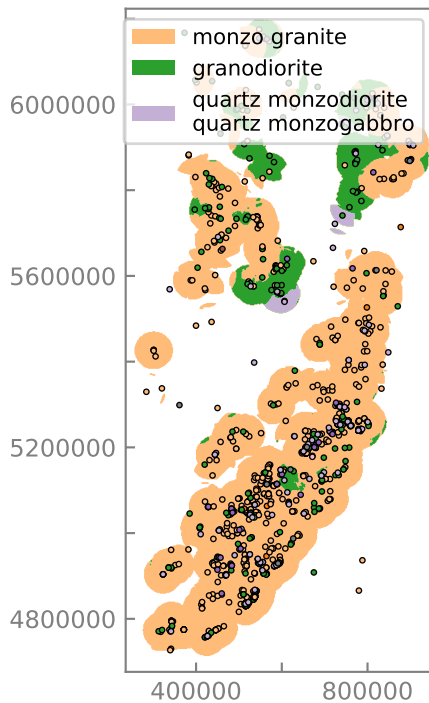 monzo granite
granodiorite
quartz monzodiorite
quartz monzogabbro
6000000
5600000
5200000
4800000
400000 800000